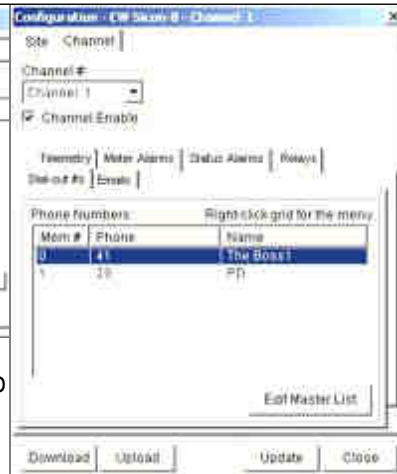 Configuration - CW Sicon-8 - Channel 1
Site Channel
Channel #
Channel 1
Channel Enable
Telemetry Meter Alarms Status Alarms Relays
Dial-out #s Emails
Phone Numbers Right-click grid for the menu
Mem # Phone Name
0 41 The Boss1
1 20 PD
Edit Master List
Download Upload Update Close